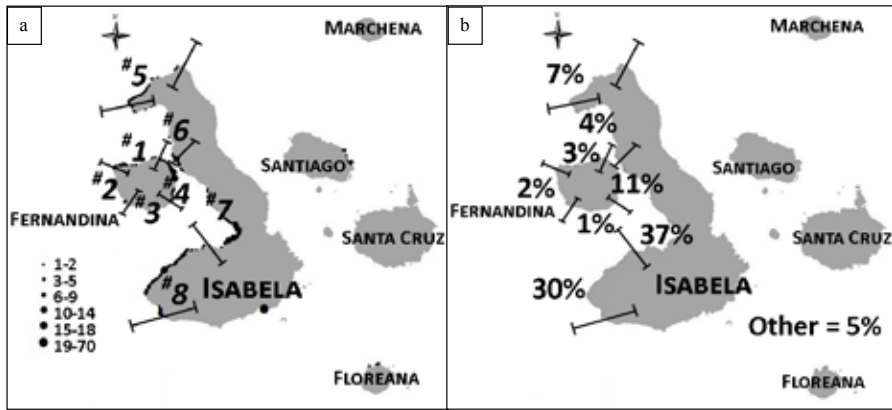 a
MARCHENA
#5
#6
#1
SANTIAGO
#2
#4
#3
#7
FERNANDINA
SANTA CRUZ
1-2
3-5
6-9
10-14
15-18
19-70
#8
ISABELA
FLOREANA
b
MARCHENA
7%
4%
3%
SANTIAGO
2%
11%
FERNANDINA
1%
37%
SANTA CRUZ
30%
ISABELA
Other = 5%
FLOREANA